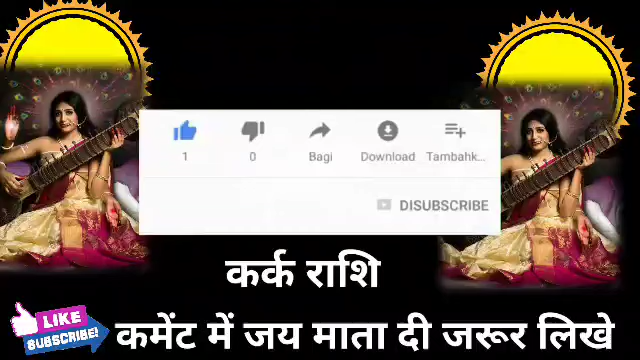 1 0 Bagi Download Tambahk...
DISUBSCRIBE
कर्क राशि
LIKE
SUBSCRIBE!
कमेंट में जय माता दी जरूर लिखे